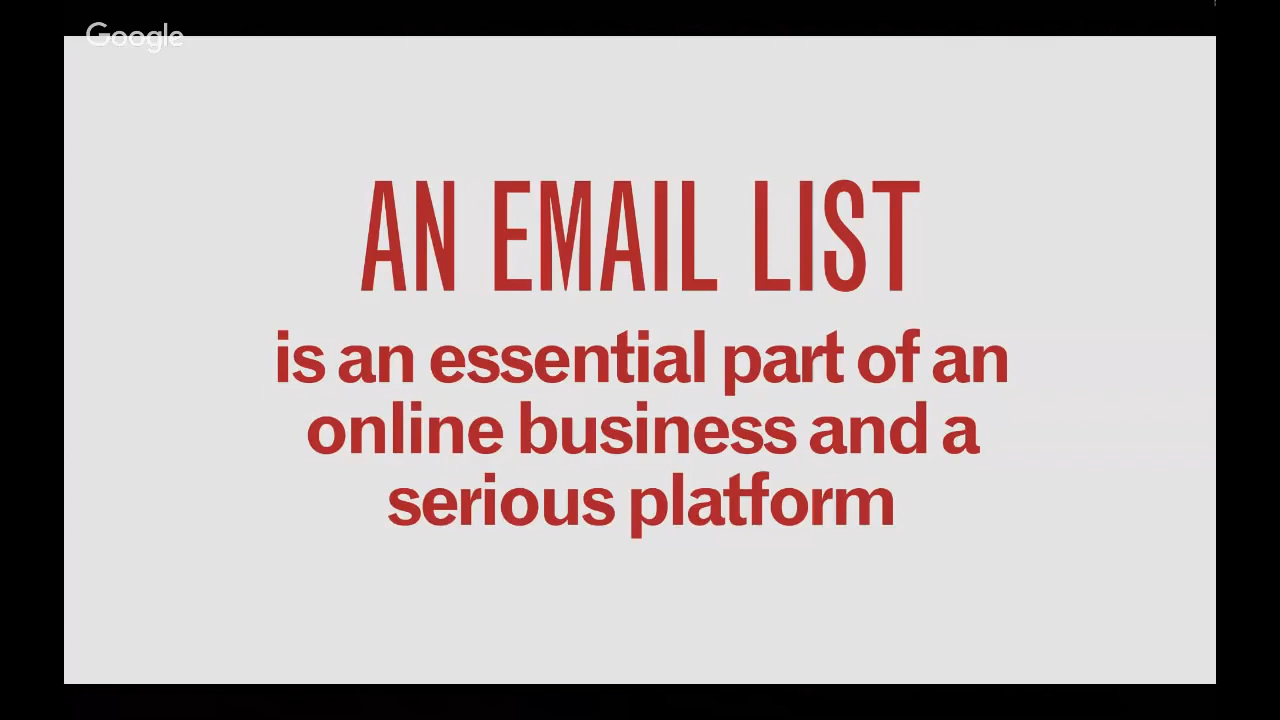 Google
AN EMAIL LIST
is an essential part of an
online business and a
serious platform